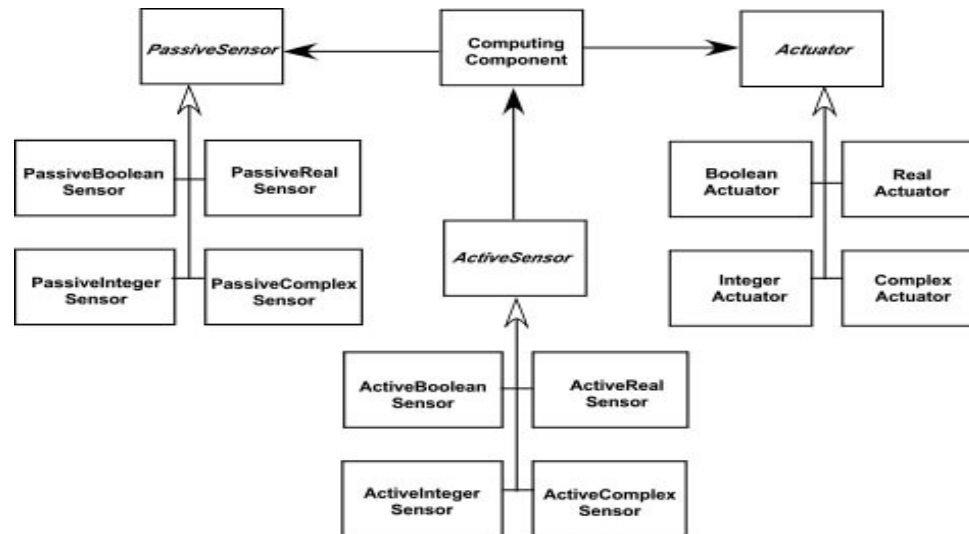 PassiveSensor
Computing
Component
Actuator
PassiveBoolean
Sensor
PassiveReal
Sensor
Boolean
Actuator
Real
Actuator
PassiveInteger
Sensor
PassiveComplex
Sensor
ActiveSensor
Integer
Actuator
Complex
Actuator
ActiveBoolean
Sensor
ActiveReal
Sensor
ActiveInteger
Sensor
ActiveComplex
Sensor